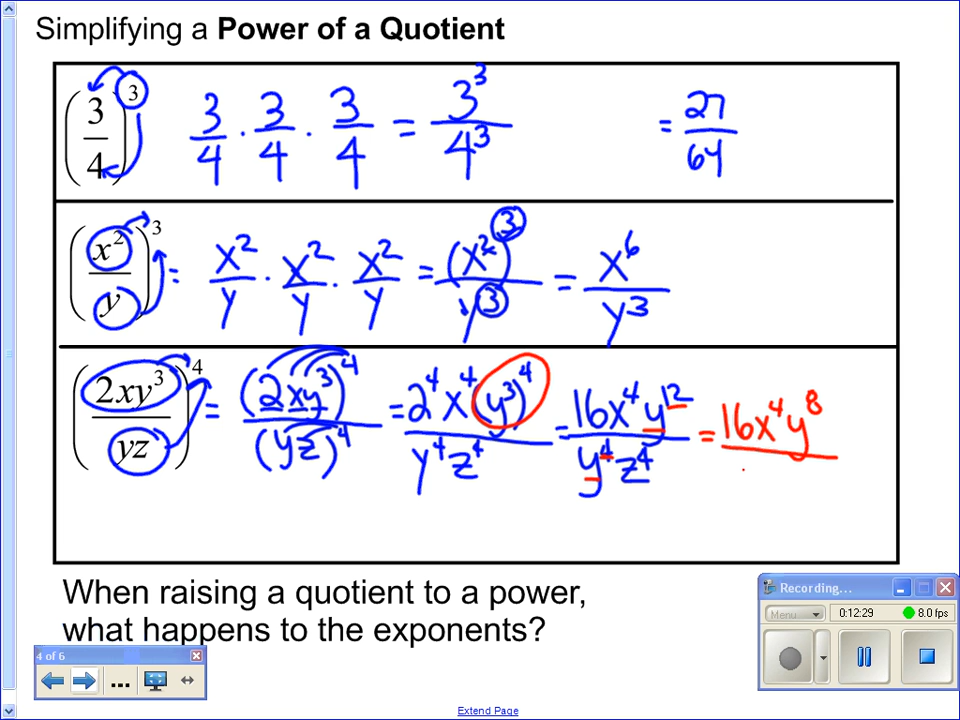 Simplifying a Power of a Quotient
(3/4)^3 3/4 · 3/4 · 3/4 = 3^3/4^3 = 27/64
(x^2/y)^3 = x^2/y · x^2/y · x^2/y = (x^2)^3/y^3 = x^6/y^3
(2xy^3/yz)^4 = (2xy^3)^4/(yz)^4 = 2^4x^4(y^3)^4/y^4z^4 = 16x^4y^12/y^4z^4 = 16x^4y^8
When raising a quotient to a power,
what happens to the exponents?
Recording...
Menu 0:12:29 8.0 fps
4 of 6
...
Extend Page